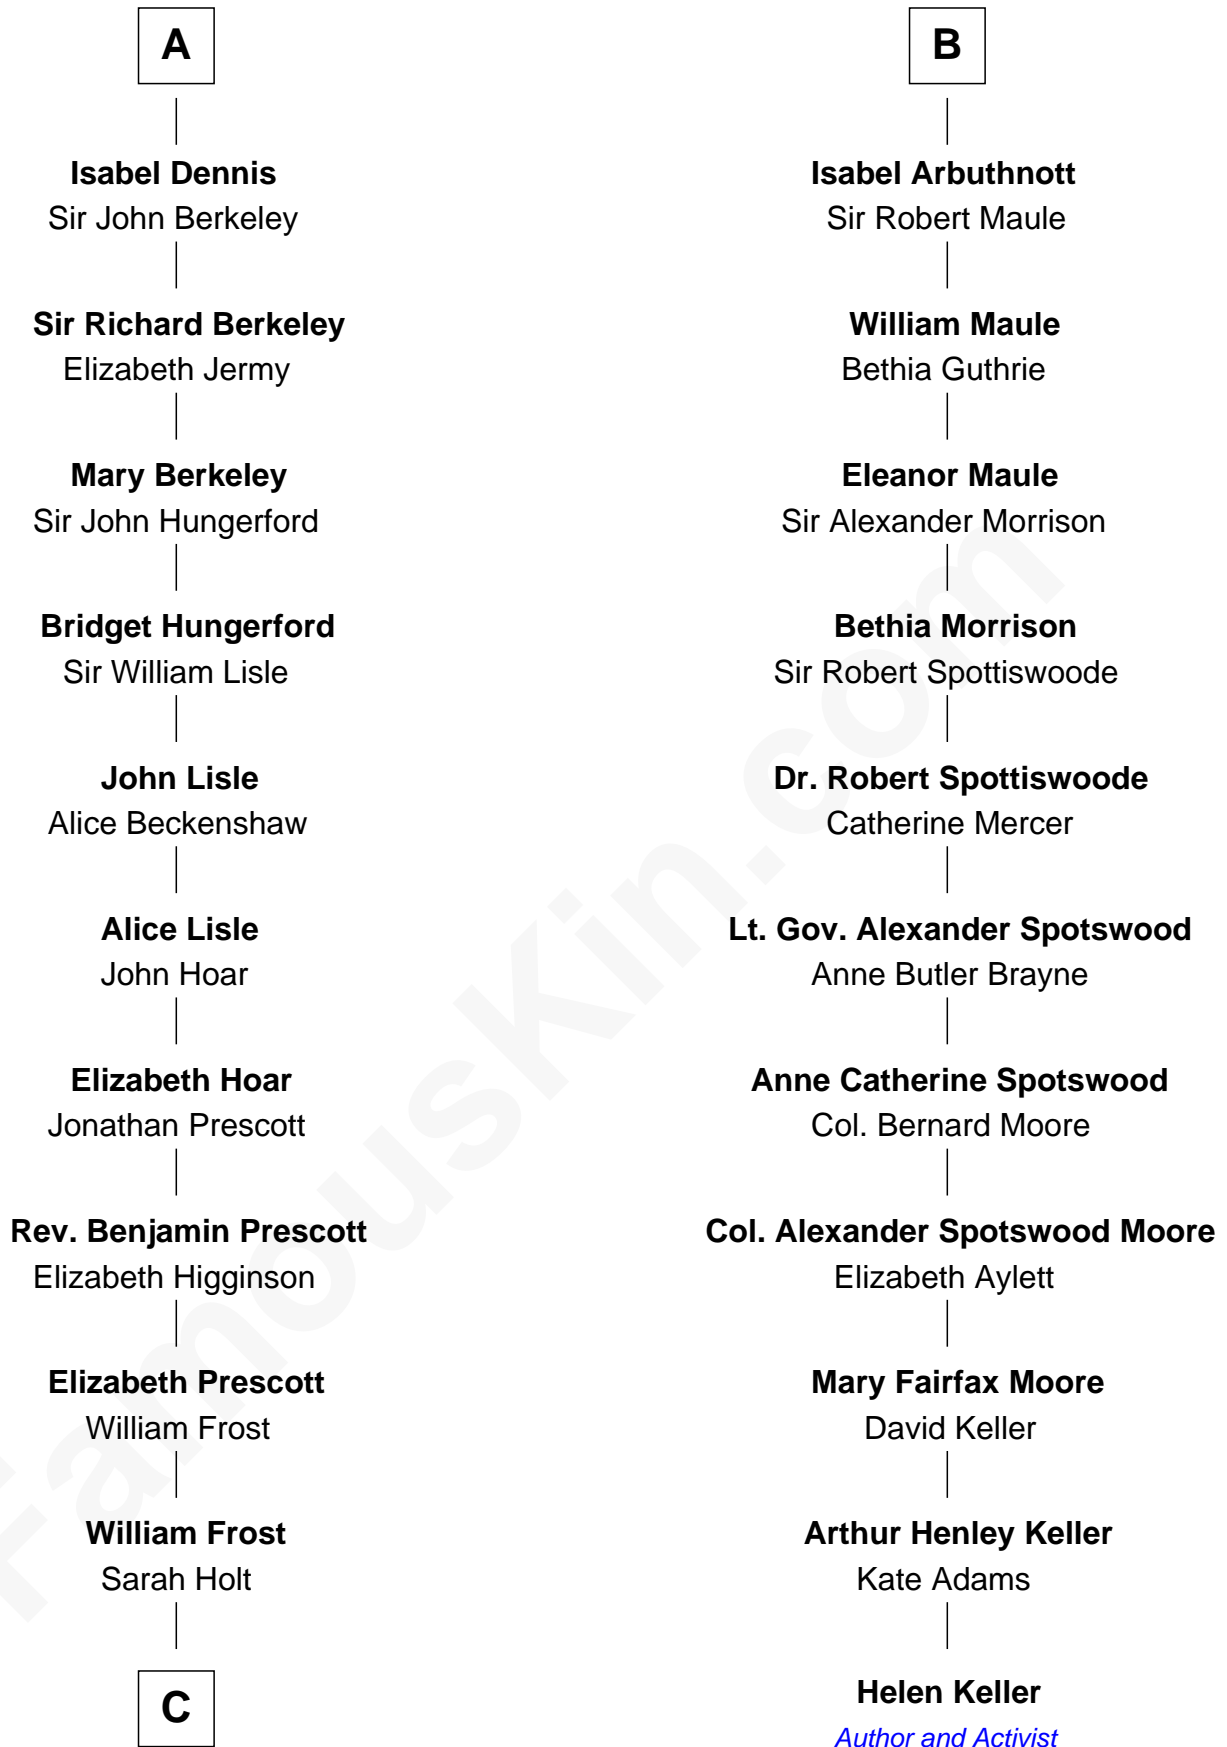 A
Isabel Dennis
Sir John Berkeley
Sir Richard Berkeley
Elizabeth Jermy
Mary Berkeley
Sir John Hungerford
Bridget Hungerford
Sir William Lisle
John Lisle
Alice Beckenshaw
Alice Lisle
John Hoar
Elizabeth Hoar
Jonathan Prescott
Rev. Benjamin Prescott
Elizabeth Higginson
Elizabeth Prescott
William Frost
William Frost
Sarah Holt
C
B
Isabel Arbuthnott
Sir Robert Maule
William Maule
Bethia Guthrie
Eleanor Maule
Sir Alexander Morrison
Bethia Morrison
Sir Robert Spottiswoode
Dr. Robert Spottiswoode
Catherine Mercer
Lt. Gov. Alexander Spotswood
Anne Butler Brayne
Anne Catherine Spotswood
Col. Bernard Moore
Col. Alexander Spotswood Moore
Elizabeth Aylett
Mary Fairfax Moore
David Keller
Arthur Henley Keller
Kate Adams
Helen Keller
Author and Activist
FamousKin.com